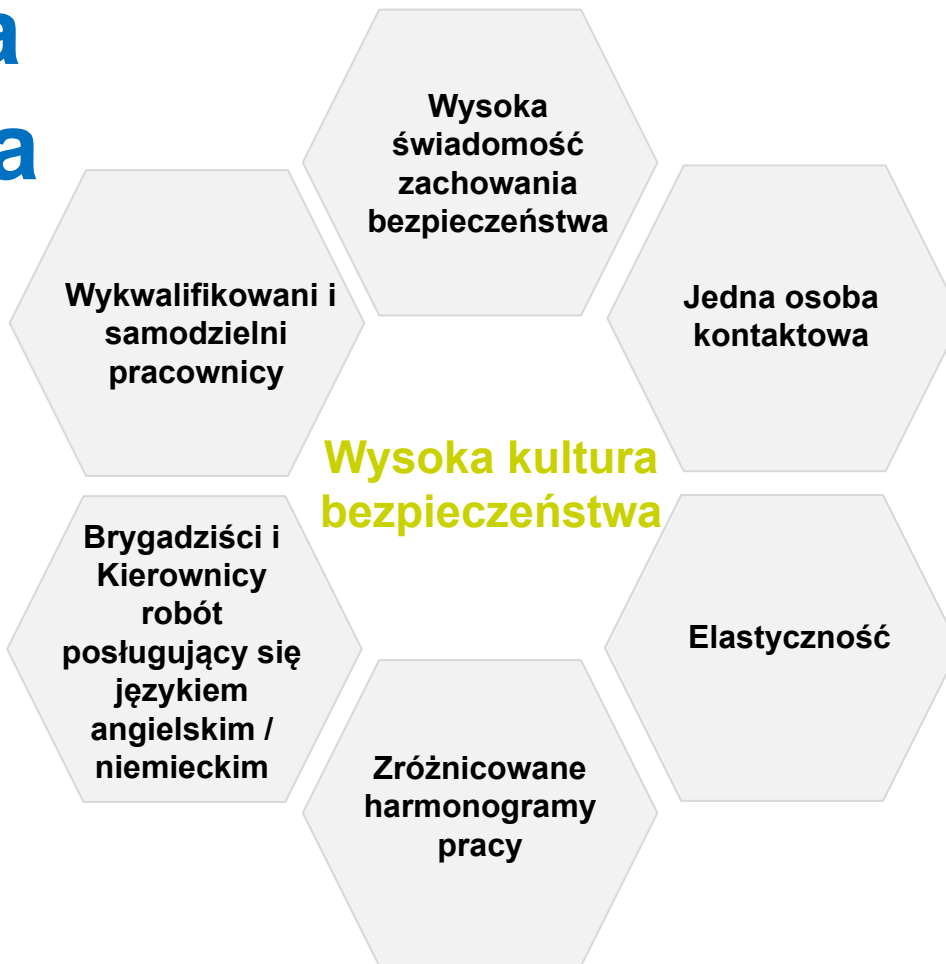 a
a
Wysoka
świadomość
zachowania
bezpieczeństwa
Wykwalifikowani i
samodzielni
pracownicy
Jedna osoba
kontaktowa
Wysoka kultura
bezpieczeństwa
Brygadziści i
Kierownicy
robót
posługujący się
językiem
angielskim /
niemieckim
Elastyczność
Zróżnicowane
harmonogramy
pracy